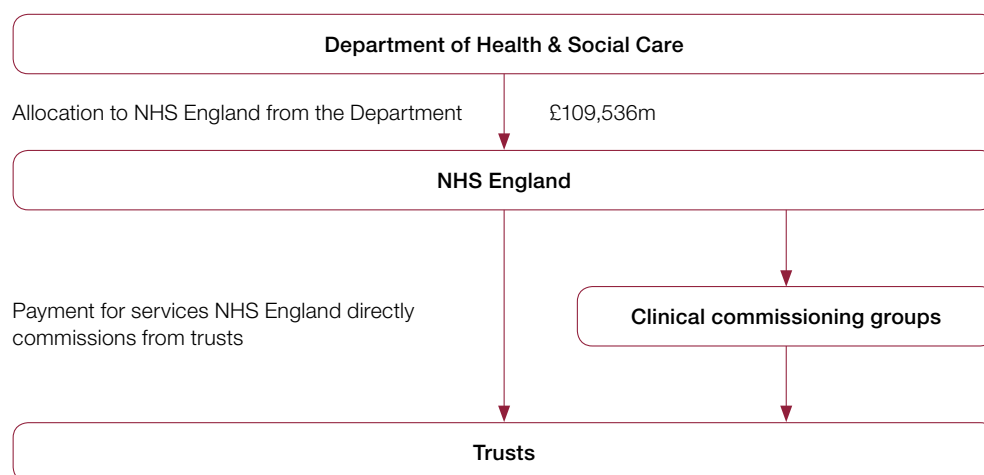 Department of Health & Social Care
Allocation to NHS England from the Department £109,536m
NHS England
Payment for services NHS England directly
commissions from trusts
Clinical commissioning groups
Trusts